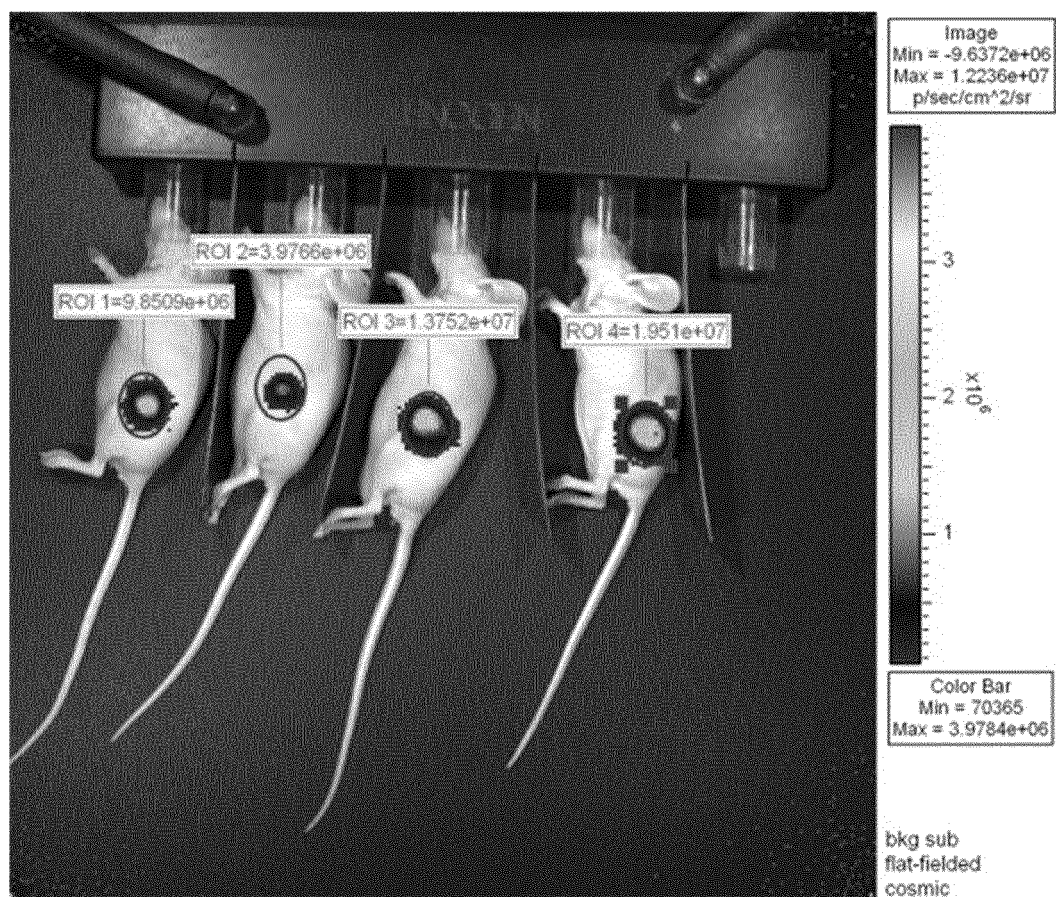 Image
Min = -9.6372e+06
Max = 1.2236e+07
p/sec/cm^2/sr
ROI 2=3.9766e+06
ROI 1=9.8509e+06
ROI 3=1.3752e+07
ROI 4=1.951e+07
3
2
x10^6
1
Color Bar
Min = 70365
Max = 3.9784e+06
bkg sub
flat-fielded
cosmic